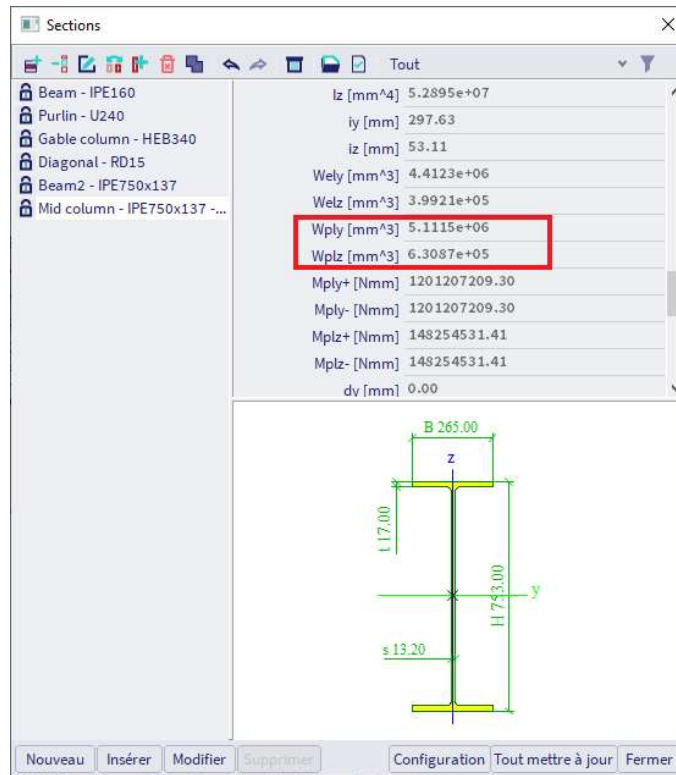 Sections
Tout
Beam - IPE160
Purlin - U240
Gable column - HEB340
Diagonal - RD15
Beam2 - IPE750x137
Mid column - IPE750x137 -...
Iz [mm^4] 5.2895e+07
iy [mm] 297.63
iz [mm] 53.11
Wely [mm^3] 4.4123e+06
Welz [mm^3] 3.9921e+05
Wply [mm^3] 5.1115e+06
Wplz [mm^3] 6.3087e+05
Mply+ [Nmm] 1201207209.30
Mply- [Nmm] 1201207209.30
Mplz+ [Nmm] 148254531.41
Mplz- [Nmm] 148254531.41
dy [mm] 0.00
B 265.00
z
t 17.00
y
H 753.00
s 13.20
Nouveau Insérer Modifier Supprimer Configuration Tout mettre à jour Fermer